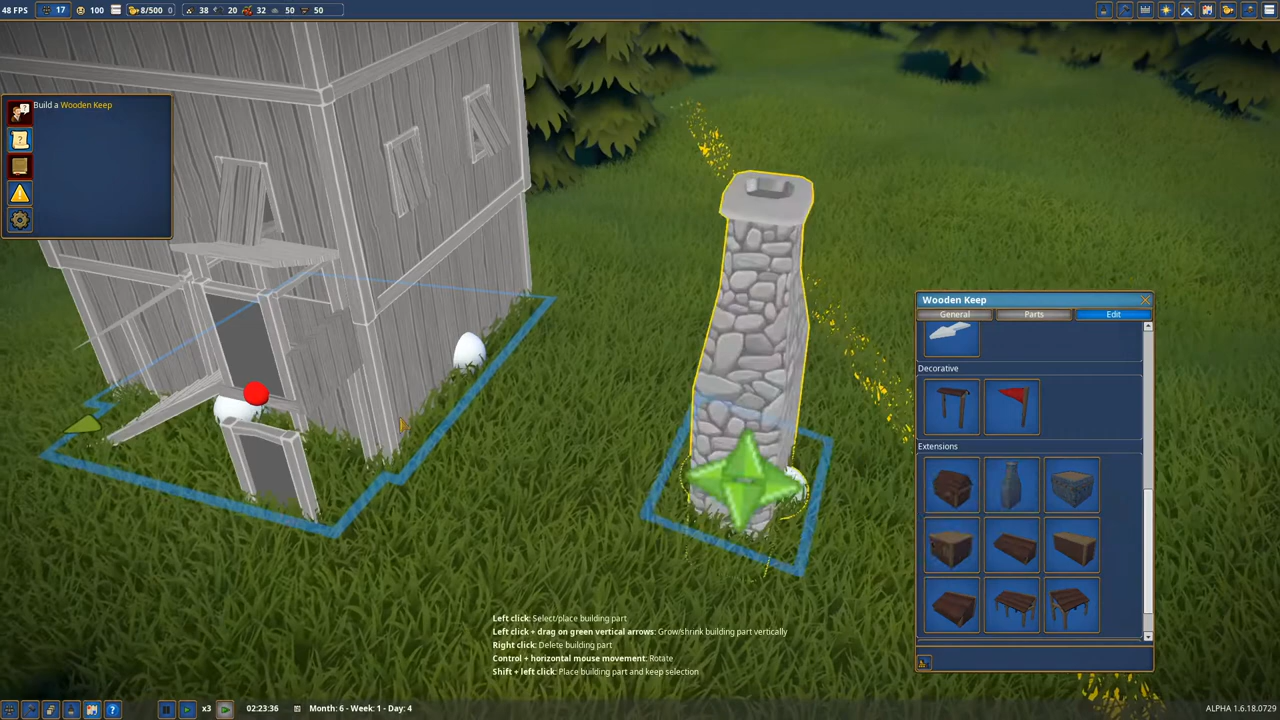 48 FPS 17 100 8/500 0 38 20 32 50 50
Build a Wooden Keep
Wooden Keep
General Parts Edit
Decorative
Extensions
Left click: Select/place building part
Left click + drag on green vertical arrows: Grow/shrink building part vertically
Right click: Delete building part
Control + horizontal mouse movement: Rotate
Shift + left click: Place building part and keep selection
x3 02:23:36 Month: 6 - Week: 1 - Day: 4 ALPHA 1.6.18.0729